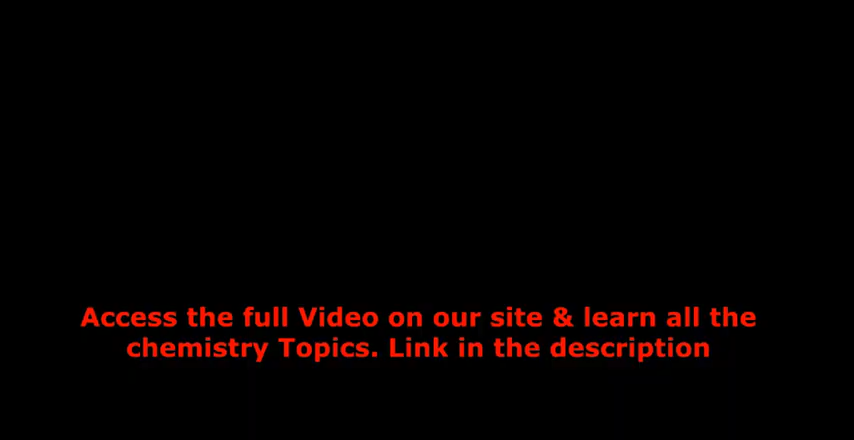 Access the full Video on our site & learn all the
chemistry Topics. Link in the description